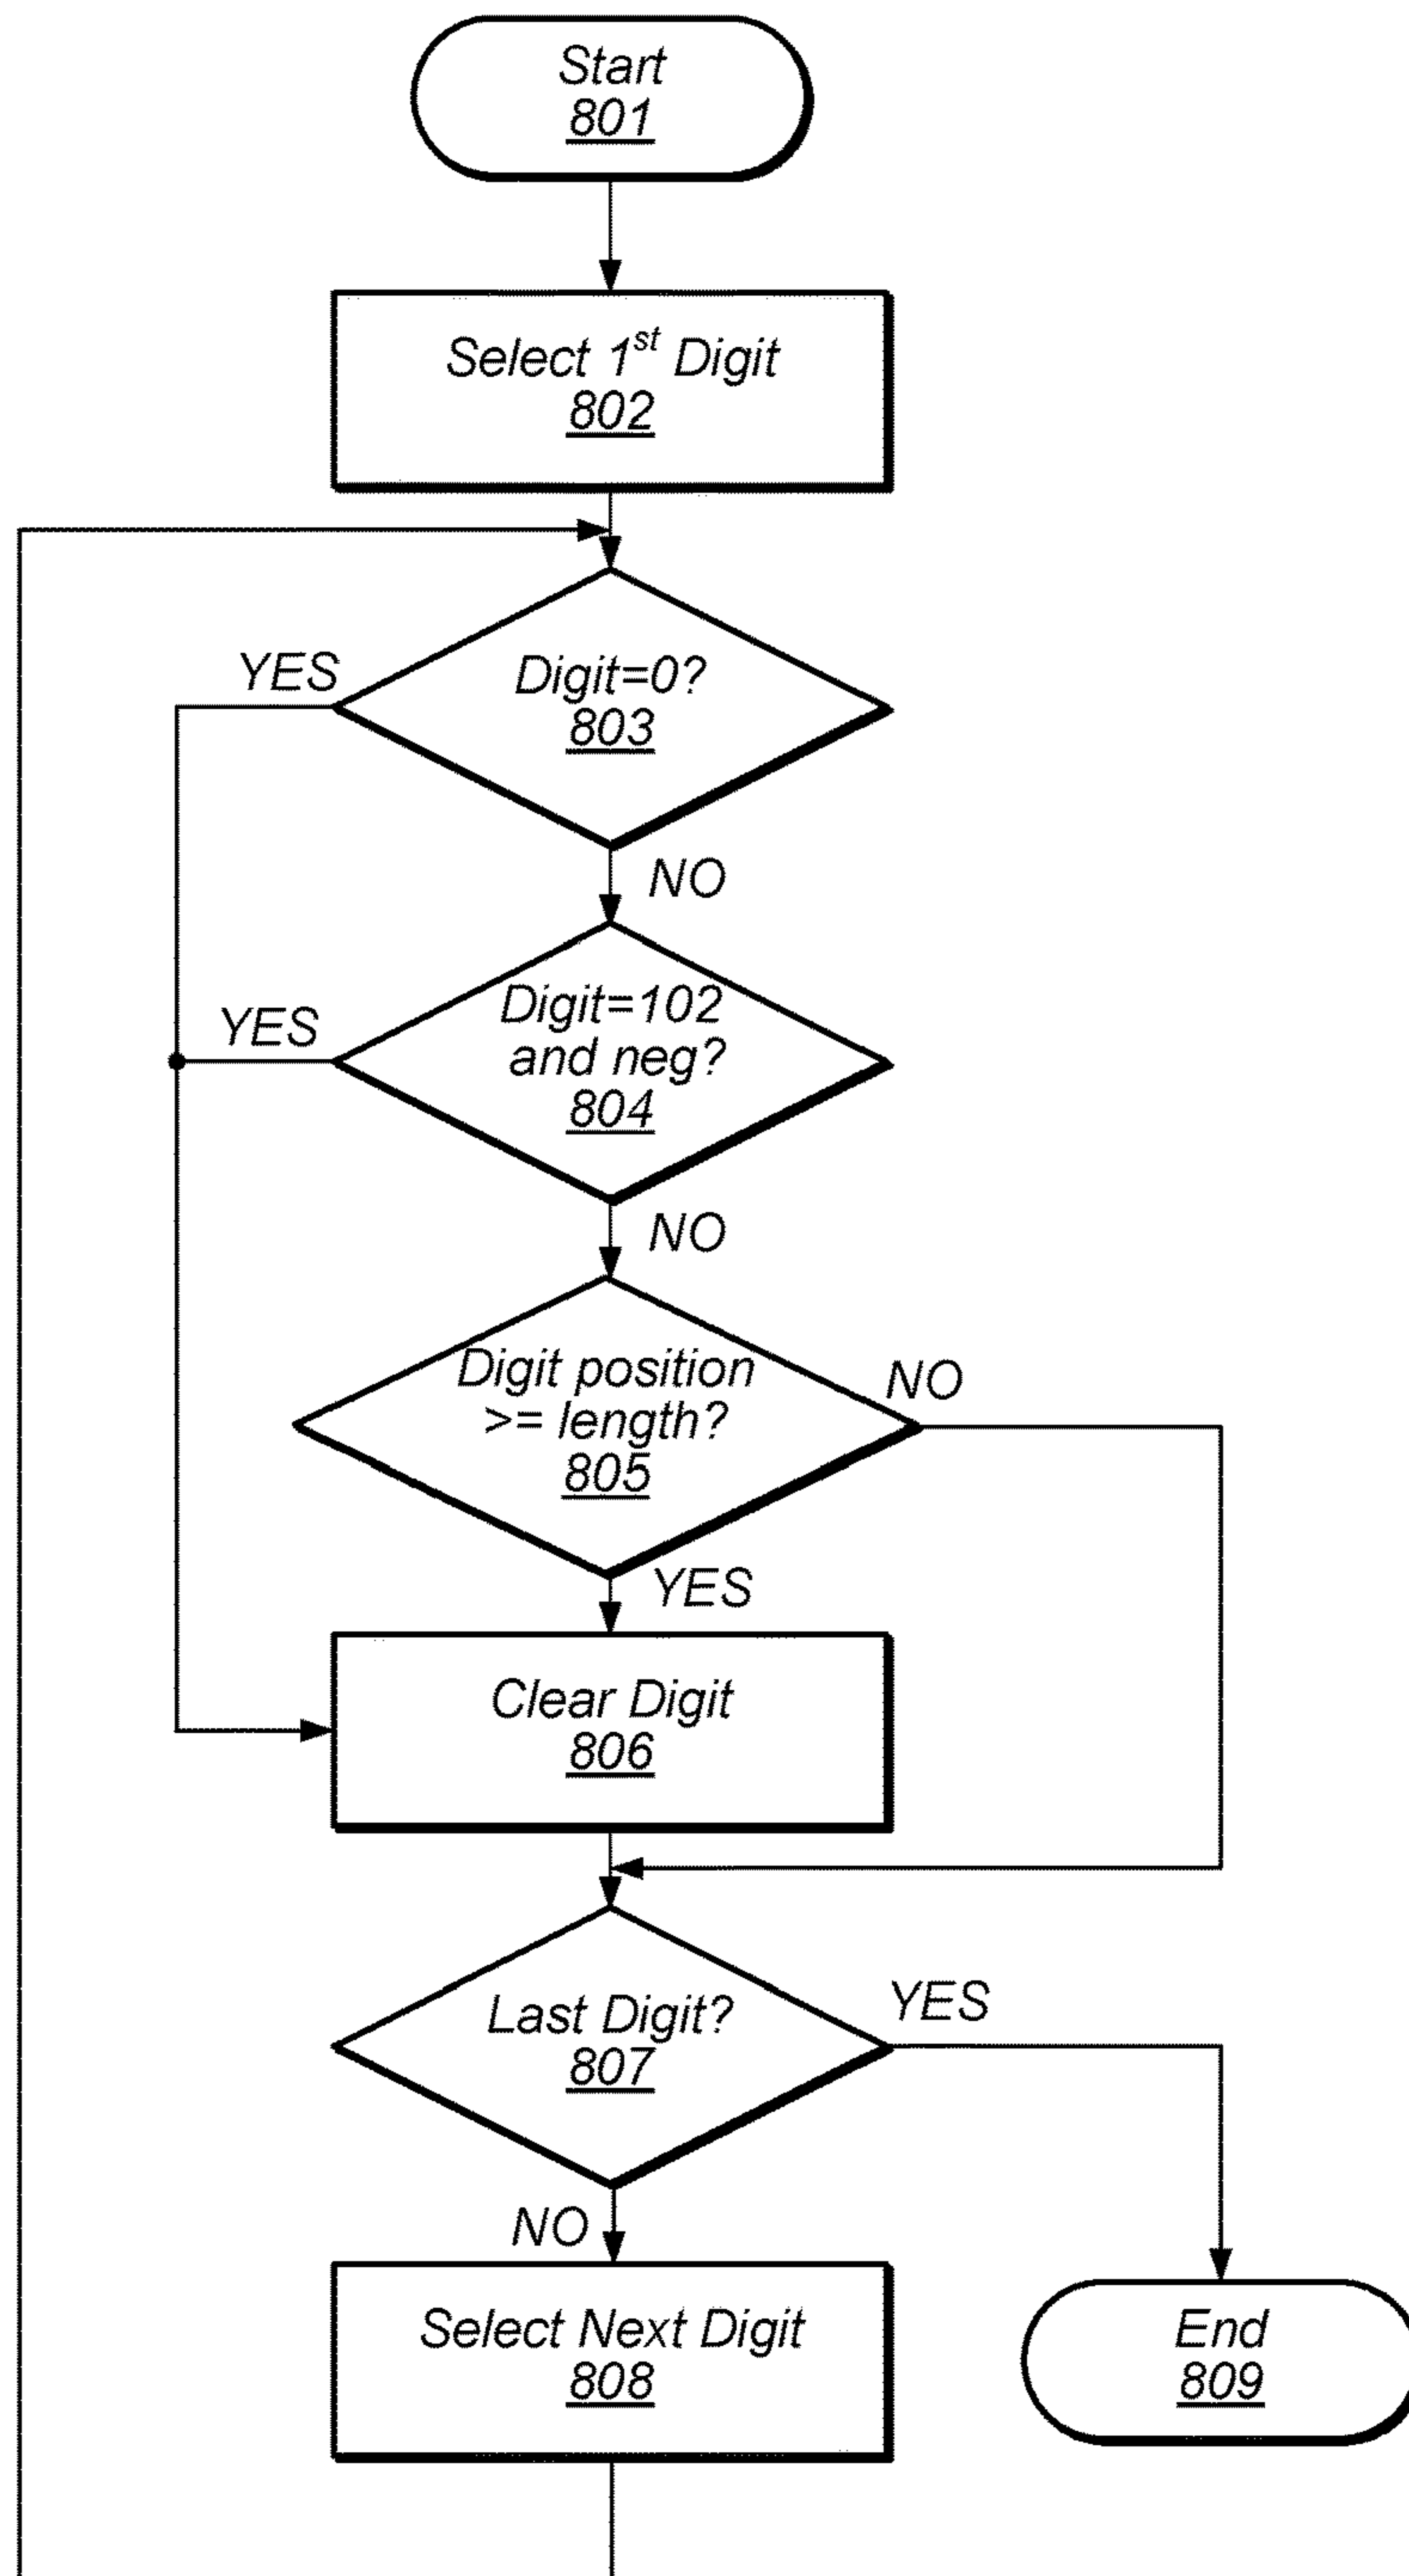 Start
801
Select 1st Digit
802
YES
Digit=0?
803
NO
YES
Digit=102
and neg?
804
NO
Digit position
>= length?
805
NO
YES
Clear Digit
806
Last Digit?
807
YES
NO
Select Next Digit
808
End
809